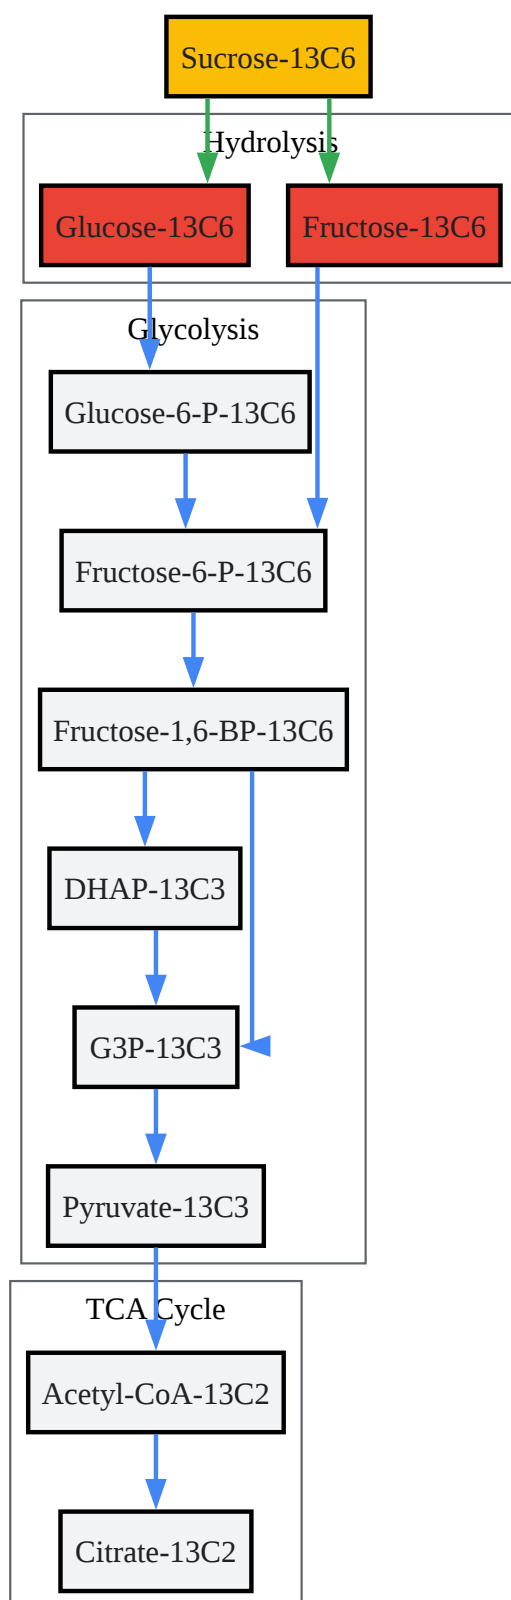 Sucrose-13C6
Hydrolysis
Glucose-13C6
Fructose-13C6
Glycolysis
Glucose-6-P-13C6
Fructose-6-P-13C6
Fructose-1,6-BP-13C6
DHAP-13C3
G3P-13C3
Pyruvate-13C3
TCA Cycle
Acetyl-CoA-13C2
Citrate-13C2